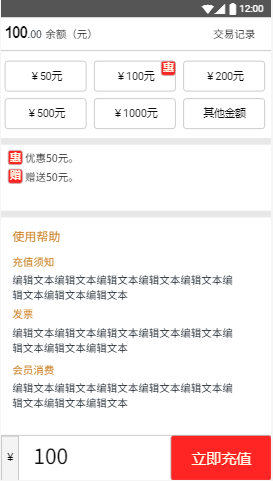 12:00
100.00 余额（元） 交易记录
￥50元 ￥100元 惠 ￥200元
￥500元 ￥1000元 其他金额
惠 优惠50元。
赠 赠送50元。
使用帮助
充值须知
编辑文本编辑文本编辑文本编辑文本编辑文本编
辑文本编辑文本编辑文本
发票
编辑文本编辑文本编辑文本编辑文本编辑文本编
辑文本编辑文本编辑文本
会员消费
编辑文本编辑文本编辑文本编辑文本编辑文本编
辑文本编辑文本编辑文本
￥ 100 立即充值